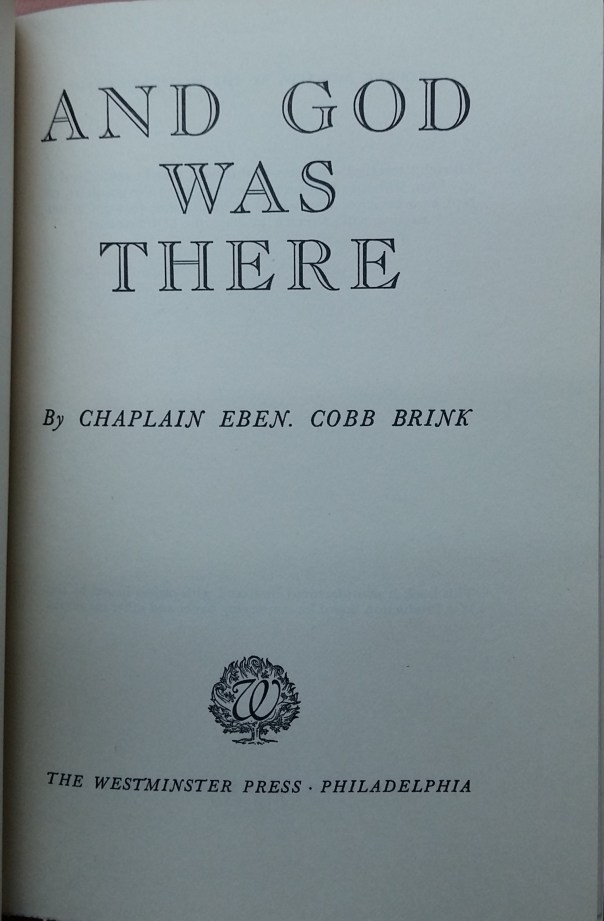 AND GOD
WAS
THERE
By CHAPLAIN EBEN. COBB BRINK
W
THE WESTMINSTER PRESS · PHILADELPHIA